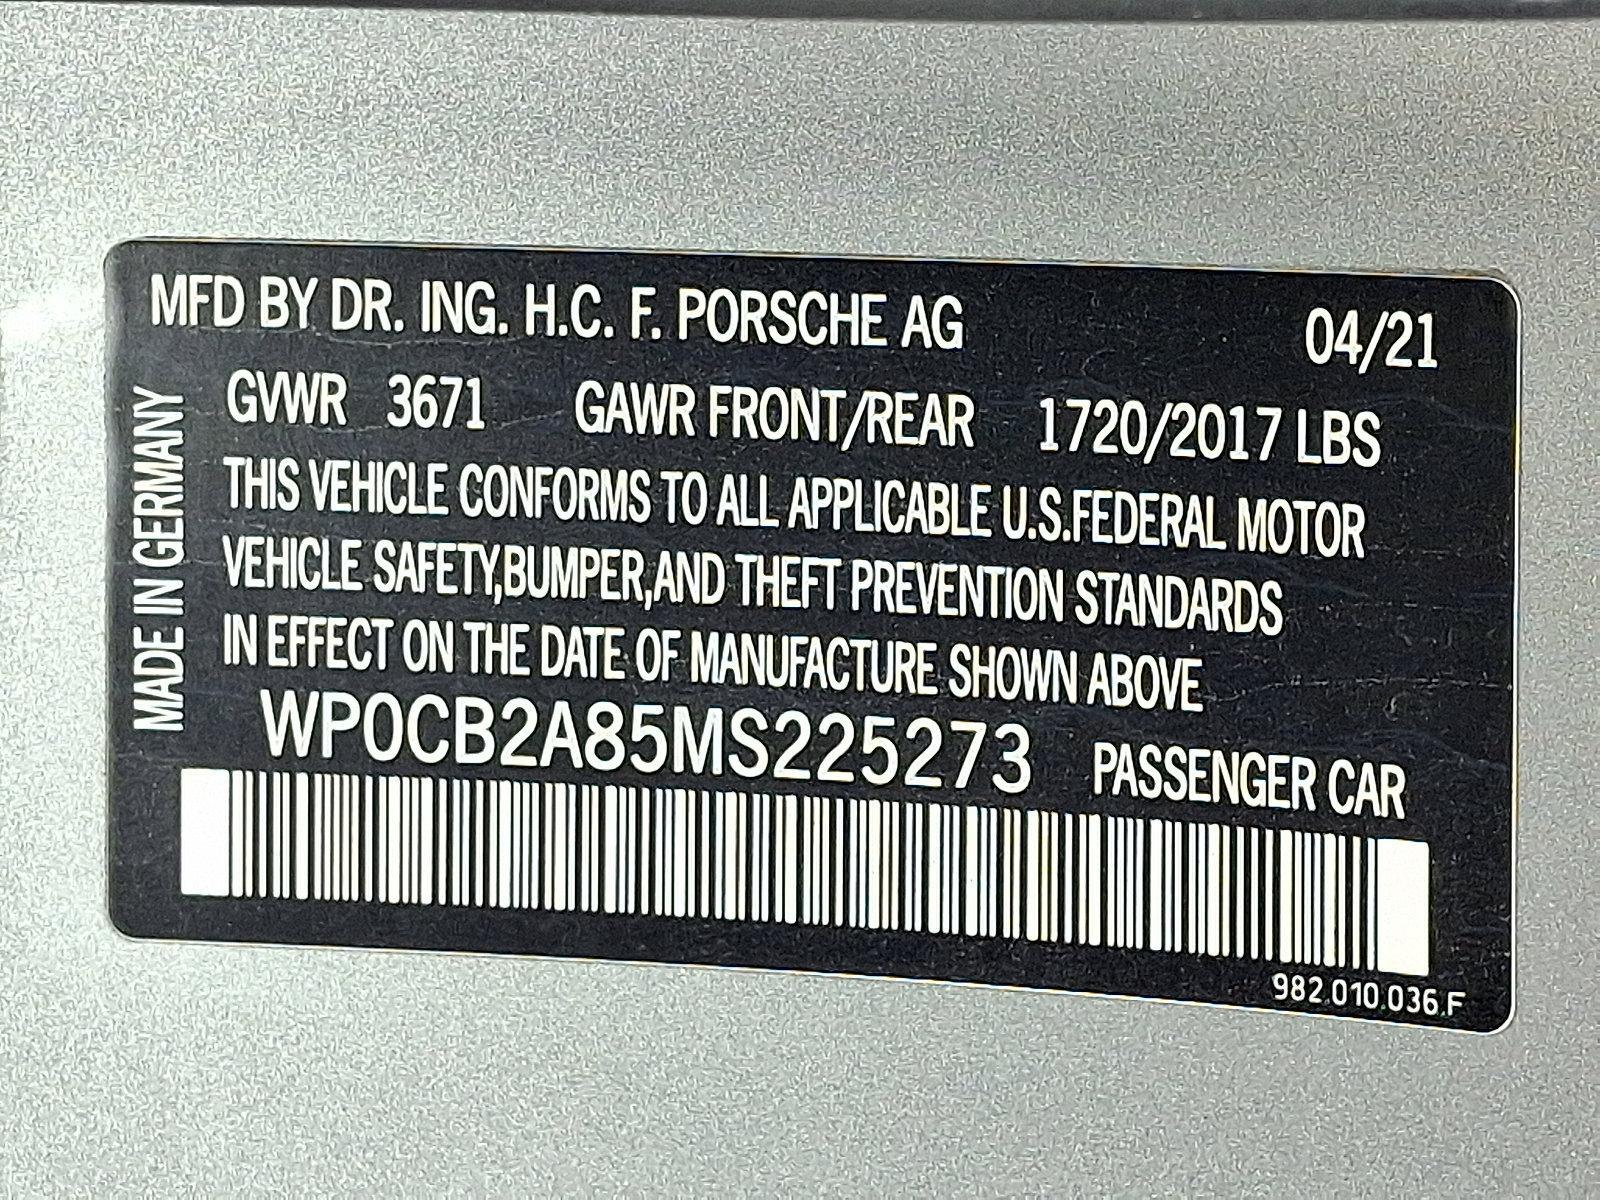 MFD BY DR. ING. H.C. F. PORSCHE AG 04/21
GVWR 3671 GAWR FRONT/REAR 1720/2017 LBS
THIS VEHICLE CONFORMS TO ALL APPLICABLE U.S.FEDERAL MOTOR
VEHICLE SAFETY,BUMPER,AND THEFT PREVENTION STANDARDS
IN EFFECT ON THE DATE OF MANUFACTURE SHOWN ABOVE
WP0CB2A85MS225273 PASSENGER CAR
982.010.036.F
MADE IN GERMANY